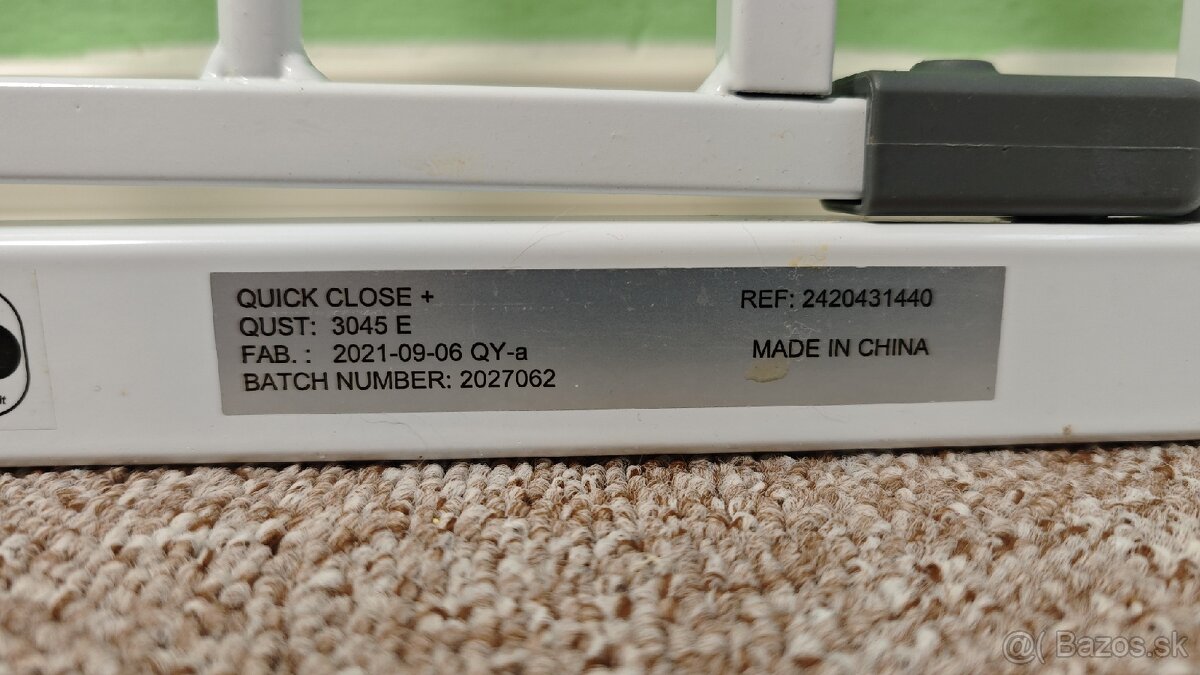 QUICK CLOSE +
QUST: 3045 E
FAB. : 2021-09-06 QY-a
BATCH NUMBER: 2027062
REF: 2420431440
MADE IN CHINA
@( Bazos.sk